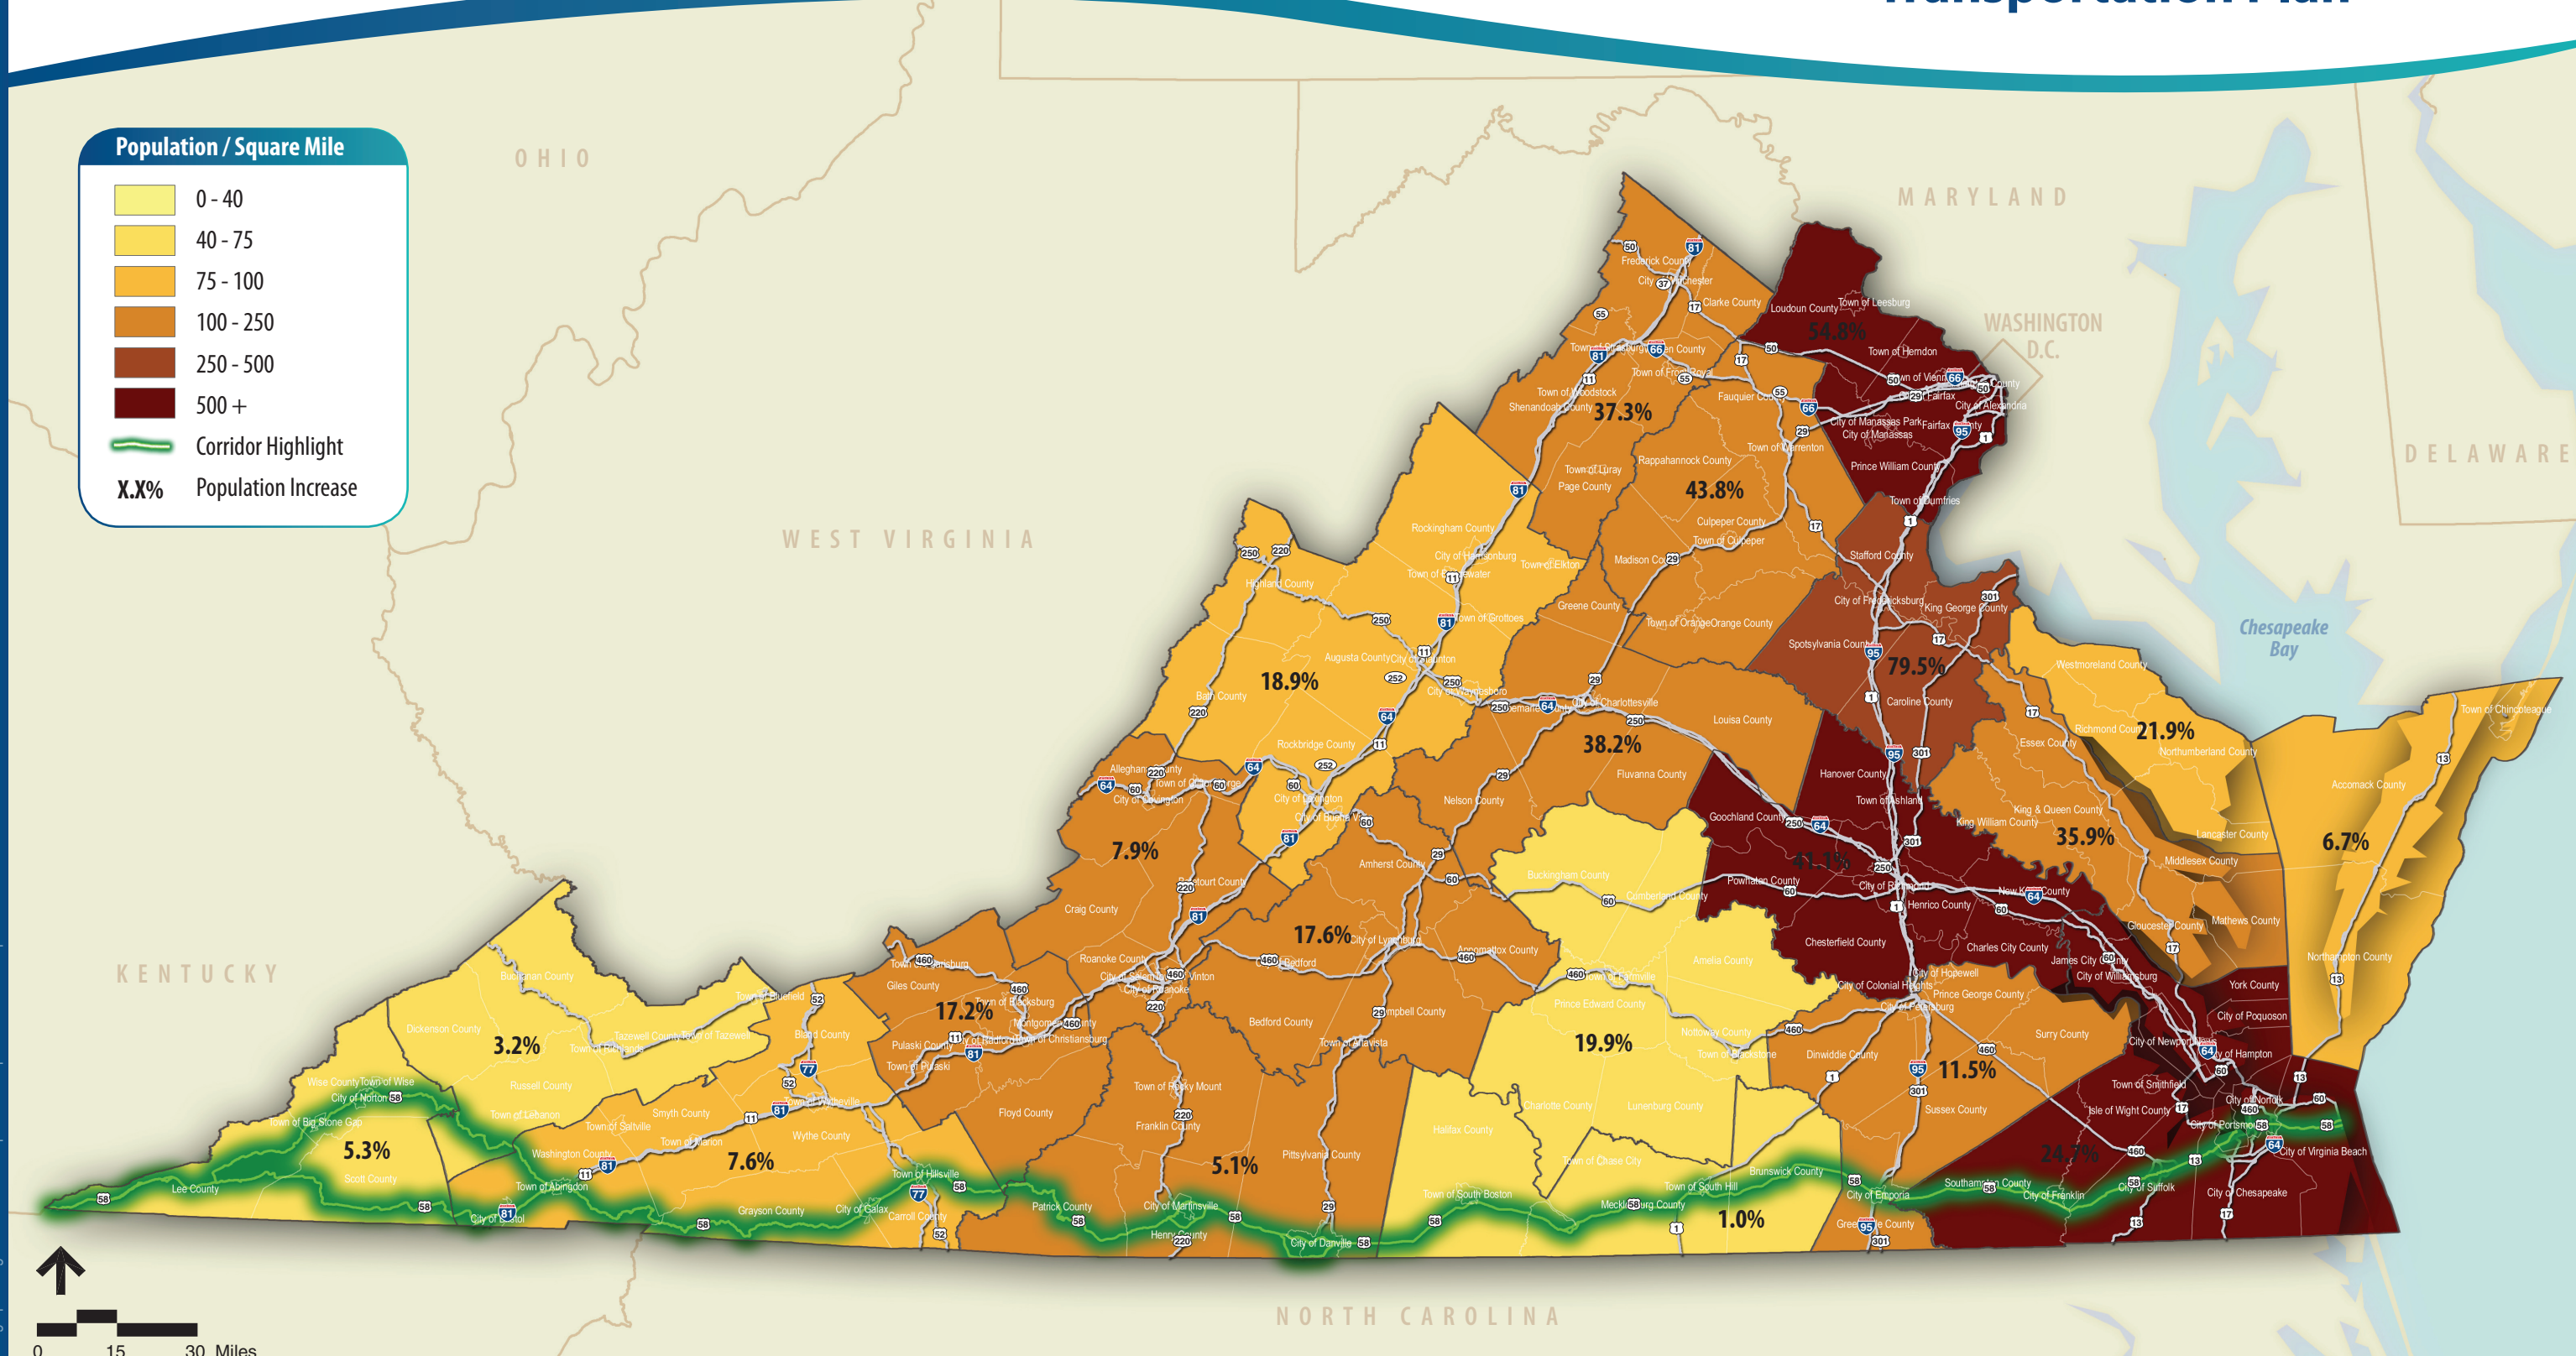 Transportation Plan
Population / Square Mile
0 - 40
40 - 75
75 - 100
100 - 250
250 - 500
500 +
Corridor Highlight
X.X% Population Increase
OHIO
MARYLAND
WASHINGTON
D.C.
DELAWARE
WEST VIRGINIA
KENTUCKY
NORTH CAROLINA
Chesapeake
Bay
Frederick County
Clarke County
Loudoun County
Town of Leesburg
54.8%
Town of Herndon
Town of Woodstock
Shenandoah County
37.3%
Town of Front Royal
City of Alexandria
City of Manassas Park
City of Manassas
Fairfax County
Prince William County
Town of Dumfries
Town of Warrenton
Rappahannock County
43.8%
Town of Luray
Page County
Culpeper County
Town of Culpeper
Stafford County
Rockingham County
City of Harrisonburg
Town of Elkton
Highland County
Greene County
City of Fredericksburg
King George County
Town of Grottoes
Town of Orange
Orange County
Spotsylvania County
79.5%
Caroline County
Westmoreland County
Augusta County
City of Staunton
18.9%
Bath County
City of Waynesboro
City of Charlottesville
Louisa County
38.2%
Rockbridge County
Fluvanna County
Nelson County
Hanover County
Town of Ashland
Goochland County
41.1%
Powhatan County
Essex County
Richmond County
21.9%
Northumberland County
King & Queen County
King William County
35.9%
Lancaster County
Middlesex County
Mathews County
Gloucester County
Town of Chincoteague
Accomack County
6.7%
Northampton County
Alleghany County
City of Covington
7.9%
Craig County
Botetourt County
Amherst County
17.6%
City of Lynchburg
Appomattox County
Buckingham County
Cumberland County
Henrico County
New Kent County
Chesterfield County
Charles City County
James City County
City of Williamsburg
York County
City of Poquoson
City of Hampton
Amelia County
Prince Edward County
19.9%
Nottoway County
Town of Blackstone
City of Hopewell
City of Colonial Heights
City of Petersburg
Prince George County
Surry County
Dinwiddie County
11.5%
Sussex County
Town of Smithfield
Isle of Wight County
City of Norfolk
City of Virginia Beach
24.7%
Southampton County
City of Franklin
City of Suffolk
City of Chesapeake
City of Emporia
Greensville County
Brunswick County
Town of South Hill
Mecklenburg County
1.0%
Charlotte County
Lunenburg County
Halifax County
Town of Chase City
Town of South Boston
Buchanan County
Dickenson County
3.2%
Tazewell County
Town of Tazewell
Russell County
Town of Lebanon
Wise County
Town of Wise
City of Norton
Town of Big Stone Gap
5.3%
Scott County
Lee County
Town of Bluefield
Bland County
Giles County
17.2%
Town of Blacksburg
Montgomery County
Town of Christiansburg
Pulaski County
Town of Pulaski
Roanoke County
City of Roanoke
Vinton
Bedford County
Campbell County
Town of Altavista
Town of Rocky Mount
Franklin County
Floyd County
5.1%
Pittsylvania County
Patrick County
City of Martinsville
Henry County
City of Danville
Smyth County
Town of Saltville
Town of Marion
Town of Wytheville
Wythe County
7.6%
Washington County
Town of Abingdon
City of Bristol
Grayson County
City of Galax
Carroll County
Town of Hillsville
0 15 30 Miles